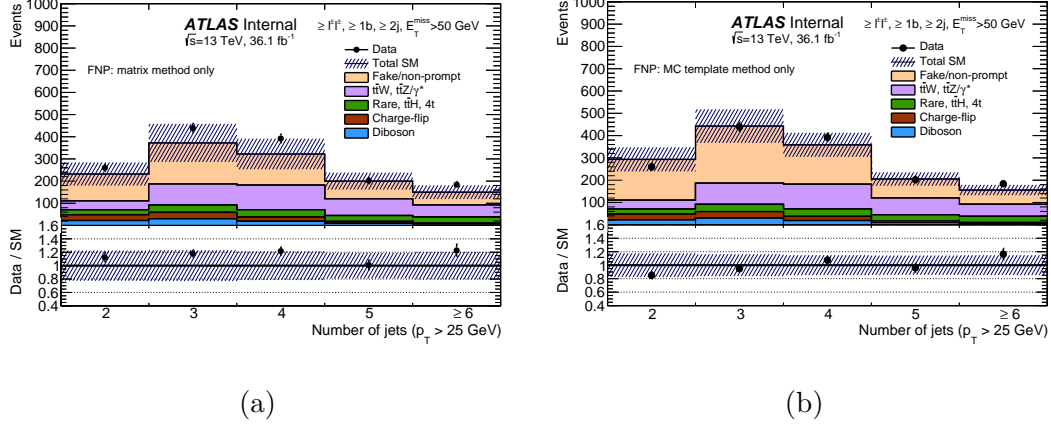 1000
900
800
700
600
500
400
300
200
100
Events
ATLAS Internal
√s=13 TeV, 36.1 fb-1
≥ l±l±, ≥ 1b, ≥ 2j, ETmiss>50 GeV
FNP: matrix method only
Data
Total SM
Fake/non-prompt
tt̄W, tt̄Z/γ*
Rare, tt̄H, 4t
Charge-flip
Diboson
1.6
1.4
1.2
1
0.8
0.6
0.4
Data / SM
2 3 4 5 ≥ 6
Number of jets (pT > 25 GeV)
(a)
1000
900
800
700
600
500
400
300
200
100
Events
ATLAS Internal
√s=13 TeV, 36.1 fb-1
≥ l±l±, ≥ 1b, ≥ 2j, ETmiss>50 GeV
FNP: MC template method only
Data
Total SM
Fake/non-prompt
tt̄W, tt̄Z/γ*
Rare, tt̄H, 4t
Charge-flip
Diboson
1.6
1.4
1.2
1
0.8
0.6
0.4
Data / SM
2 3 4 5 ≥ 6
Number of jets (pT > 25 GeV)
(b)